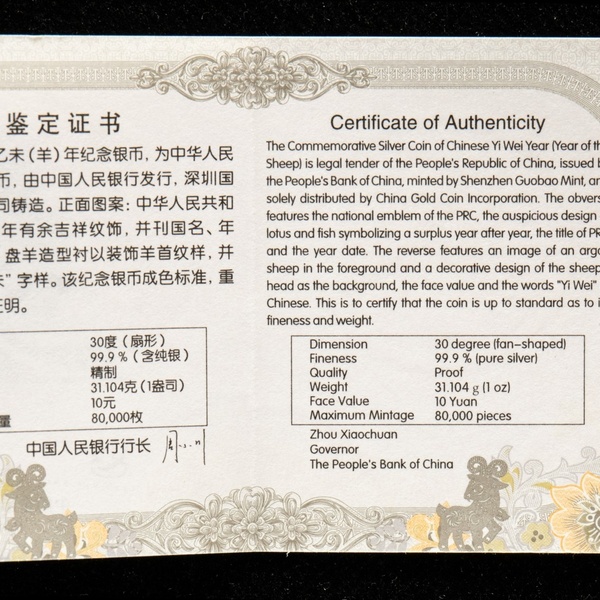 鉴定证书
乙未(羊)年纪念银币,为中华人民
币,由中国人民银行发行,深圳国
司铸造。正面图案:中华人民共和
年有余吉祥纹饰,并刊国名、年
盘羊造型衬以装饰羊首纹样,并
未”字样。该纪念银币成色标准,重
证明。
30度(扇形)
99.9 %(含纯银)
精制
31.104克(1盎司)
10元
量 80,000枚
中国人民银行行长
Certificate of Authenticity
The Commemorative Silver Coin of Chinese Yi Wei Year (Year of th
Sheep) is legal tender of the People's Republic of China, issued b
the People's Bank of China, minted by Shenzhen Guobao Mint, an
solely distributed by China Gold Coin Incorporation. The obvers
features the national emblem of the PRC, the auspicious design
lotus and fish symbolizing a surplus year after year, the title of PR
and the year date. The reverse features an image of an arga
sheep in the foreground and a decorative design of the sheep
head as the background, the face value and the words "Yi Wei"
Chinese. This is to certify that the coin is up to standard as to i
fineness and weight.
Dimension 30 degree (fan-shaped)
Fineness 99.9 % (pure silver)
Quality Proof
Weight 31.104 g (1 oz)
Face Value 10 Yuan
Maximum Mintage 80,000 pieces
Zhou Xiaochuan
Governor
The People's Bank of China